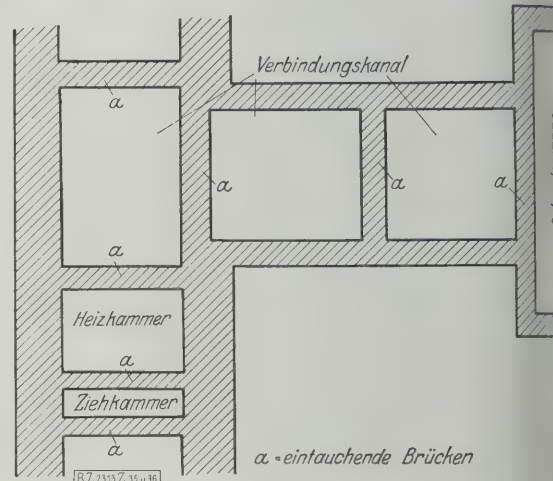 Verbindungskanal
a
a
a
a
a
Heizkammer
a
Ziehkammer
a
a = eintauchende Brücken